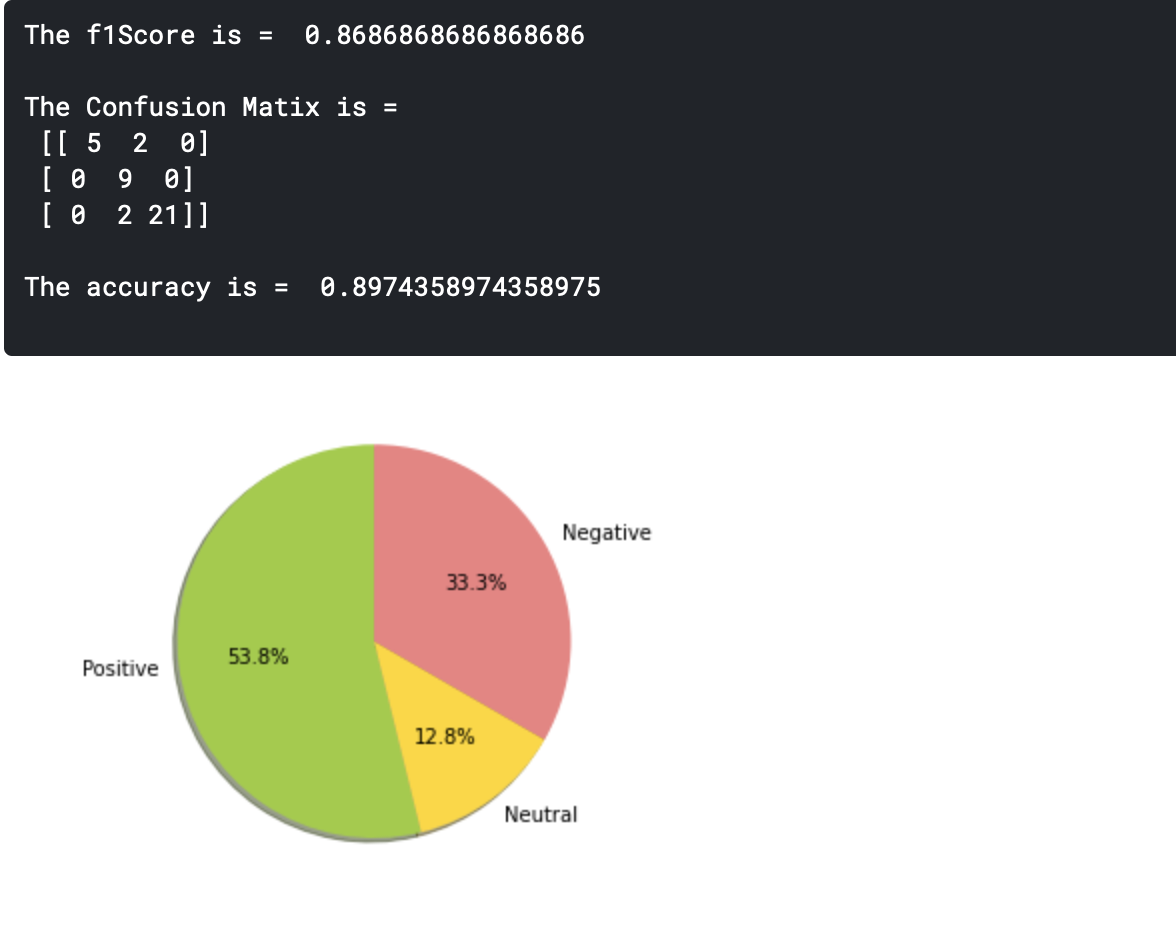 The f1Score is =  0.8686868686868686
The Confusion Matix is =
[[ 5  2  0]
[ 0  9  0]
[ 0  2 21]]
The accuracy is =  0.8974358974358975
Negative
33.3%
53.8%
Positive
12.8%
Neutral